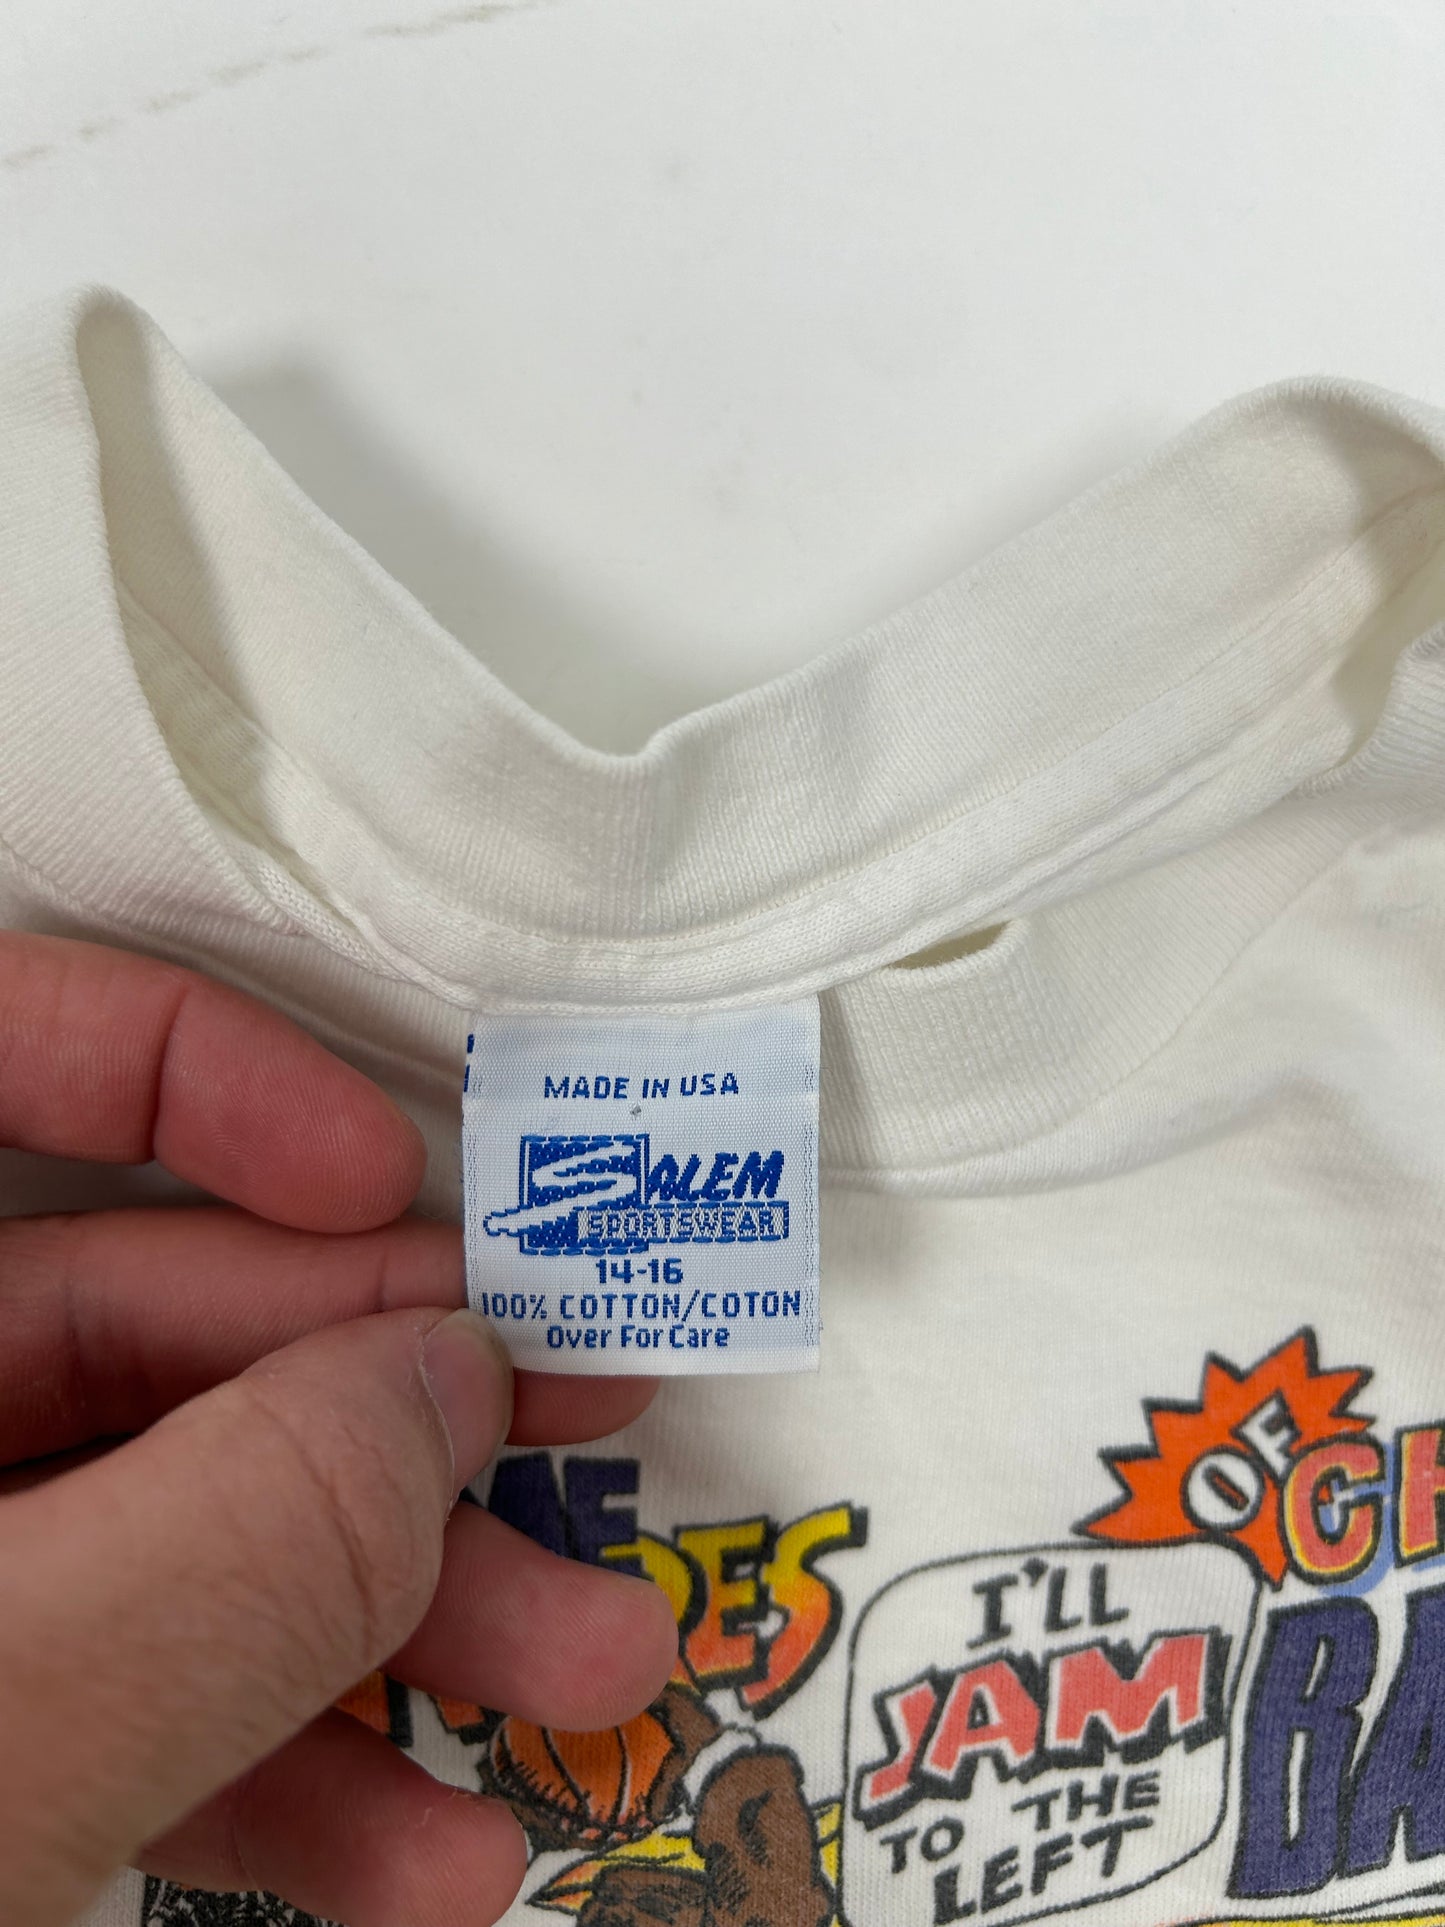 MADE IN USA
SALEM
SPORTSWEAR
14-16
100% COTTON/COTON
Over For Care
OF
I'LL
JAM
TO THE
LEFT